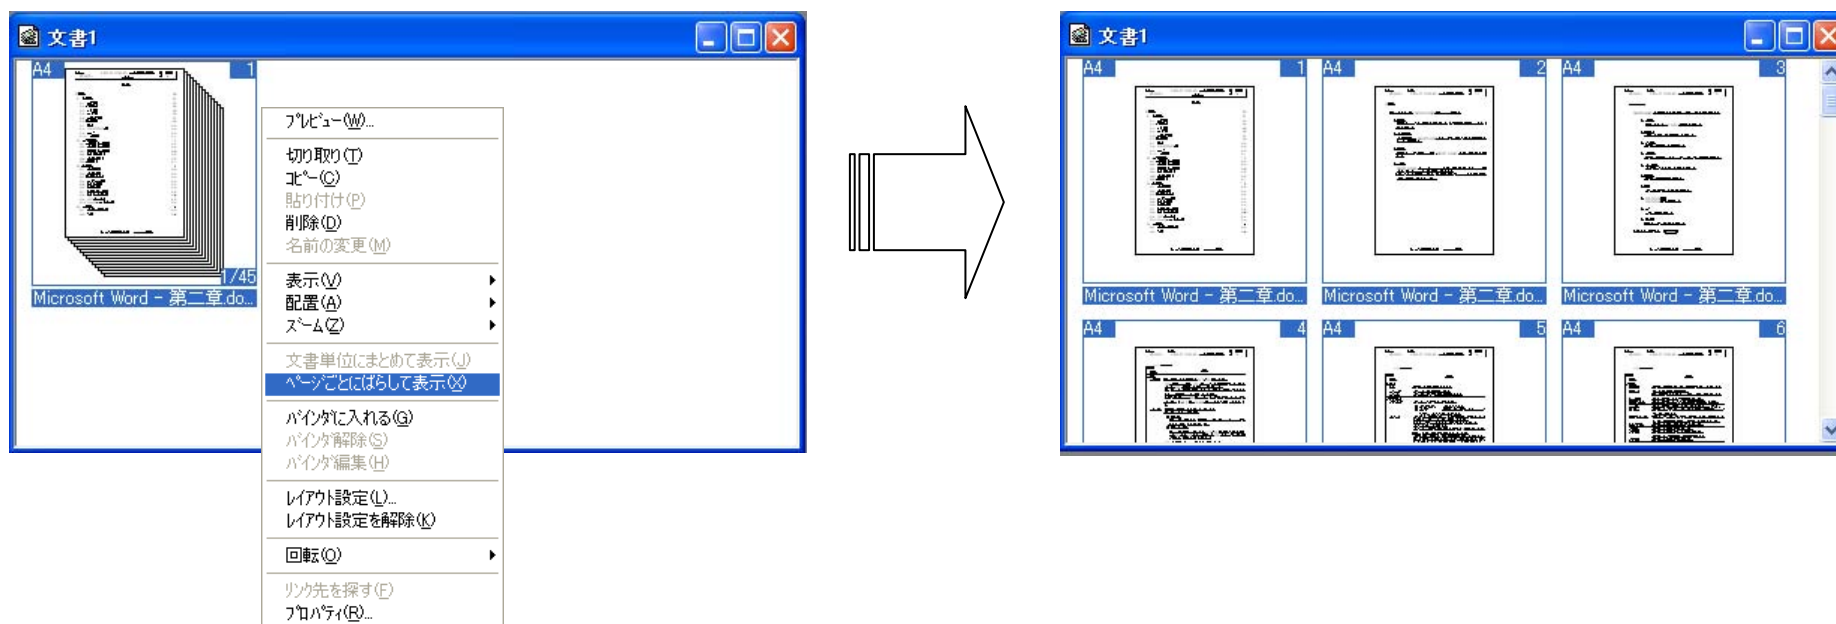 文書1
A4 1
1/45
Microsoft Word - 第二章.do...
プレビュー(W)...
切り取り(T)
コピー(C)
貼り付け(P)
削除(D)
名前の変更(M)
表示(V)
配置(A)
ズーム(Z)
文書単位にまとめて表示(J)
ページごとにばらして表示(X)
バインダに入れる(G)
バインダ解除(S)
バインダ編集(H)
レイアウト設定(L)...
レイアウト設定を解除(K)
回転(O)
リンク先を探す(F)
プロパティ(R)...
文書1
A4 1 A4 2 A4 3
Microsoft Word - 第二章.do... Microsoft Word - 第二章.do... Microsoft Word - 第二章.do...
A4 4 A4 5 A4 6